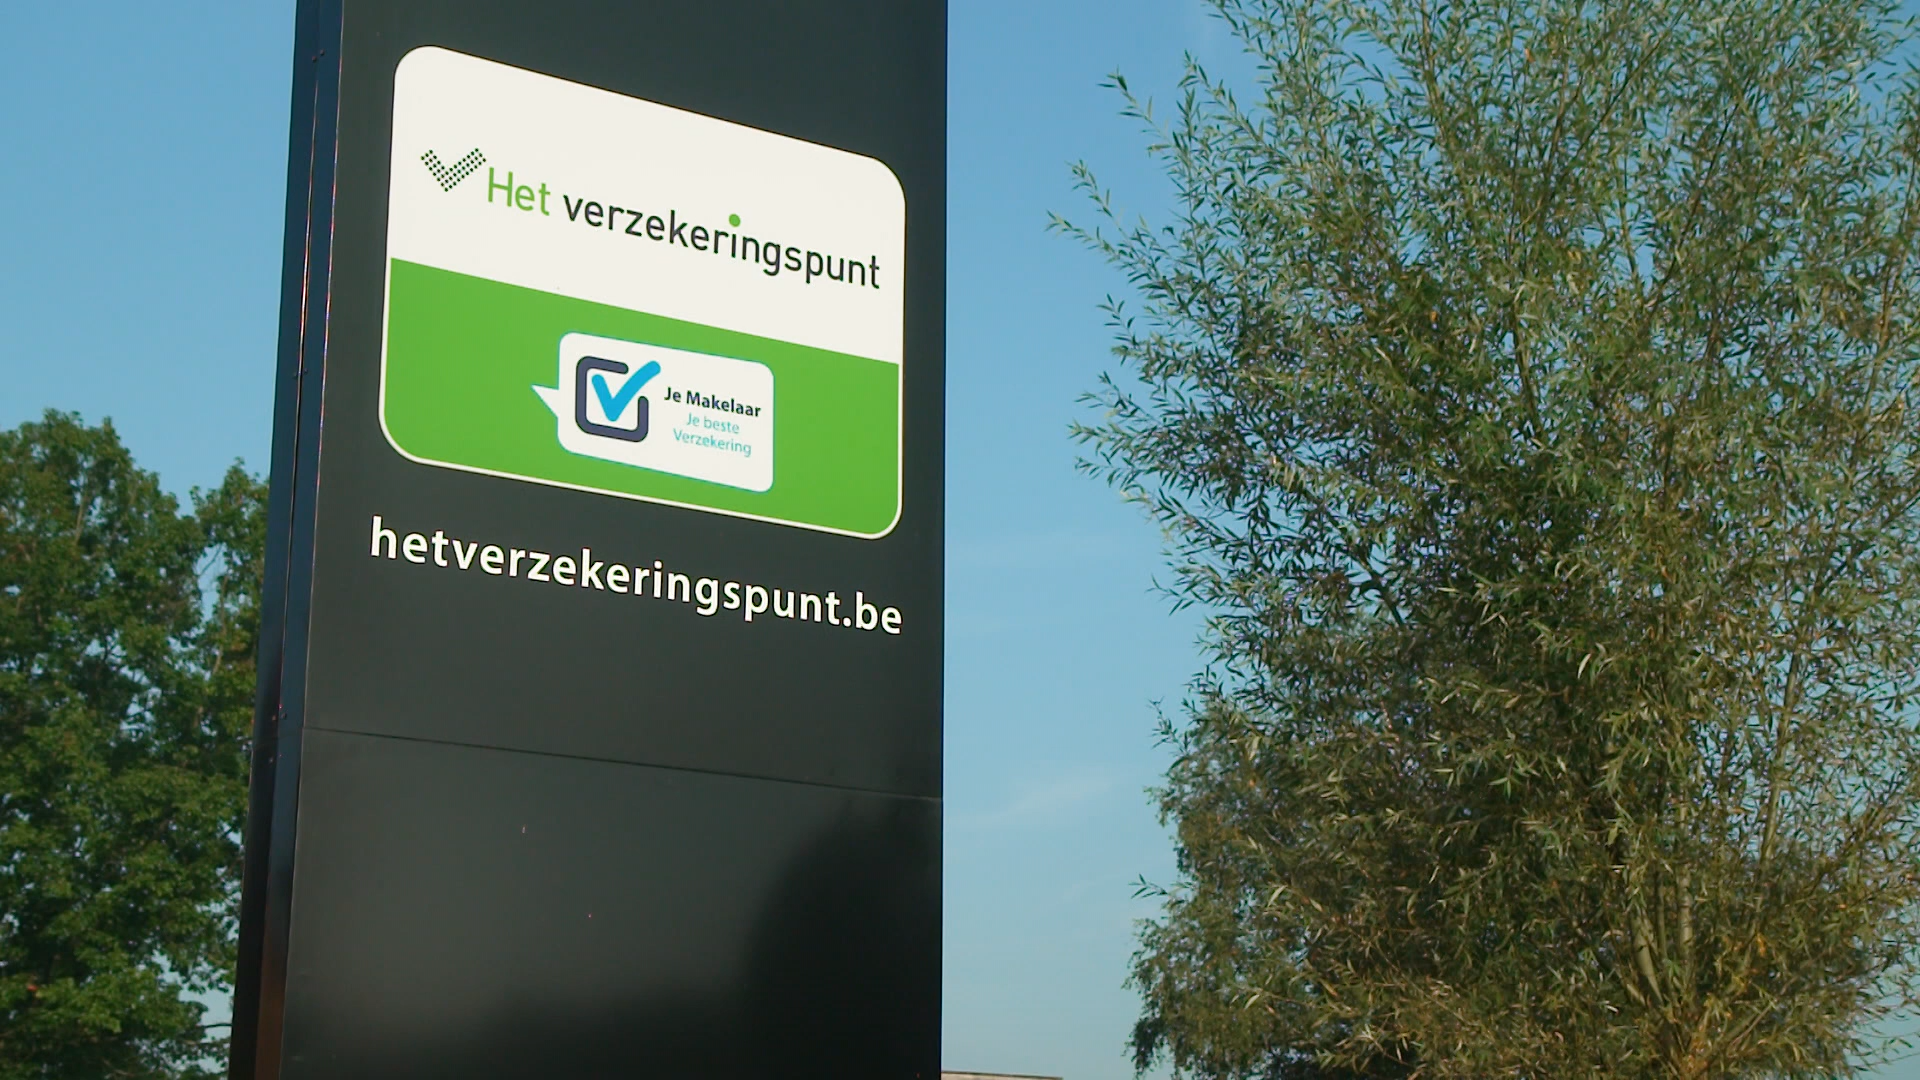 Het verzekeringspunt
Je Makelaar
Je beste
Verzekering
hetverzekeringspunt.be